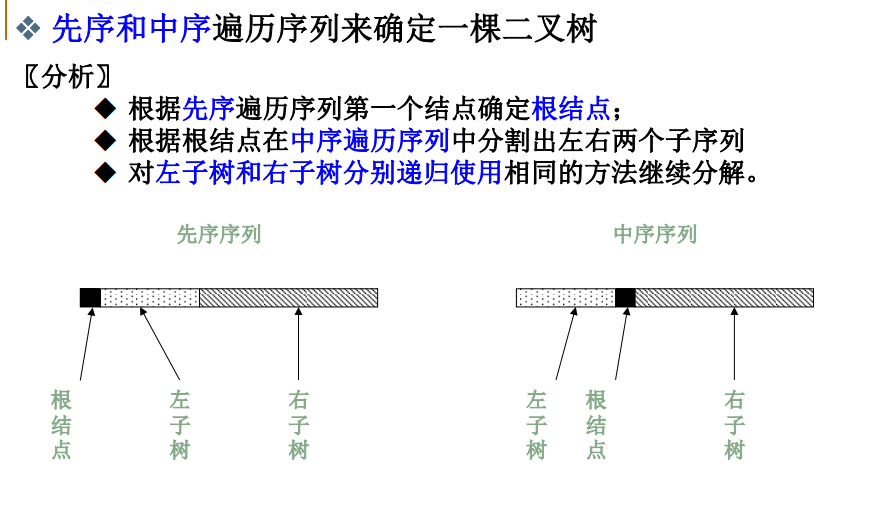 ❖ 先序和中序遍历序列来确定一棵二叉树
〖分析〗
◆ 根据先序遍历序列第一个结点确定根结点；
◆ 根据根结点在中序遍历序列中分割出左右两个子序列
◆ 对左子树和右子树分别递归使用相同的方法继续分解。
先序序列
中序序列
根结点
左子树
右子树
左子树
根结点
右子树